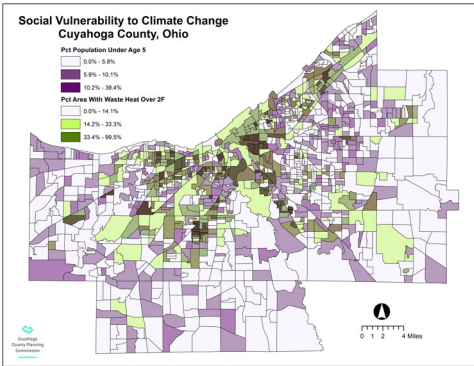 Social Vulnerability to Climate Change
Cuyahoga County, Ohio
Pct Population Under Age 5
0.0% - 5.8%
5.9% - 10.1%
10.2% - 39.4%
Pct Area With Waste Heat Over 2F
0.0% - 14.1%
14.2% - 33.3%
33.4% - 99.5%
0 1 2 4 Miles
Cuyahoga
County Planning
Commission